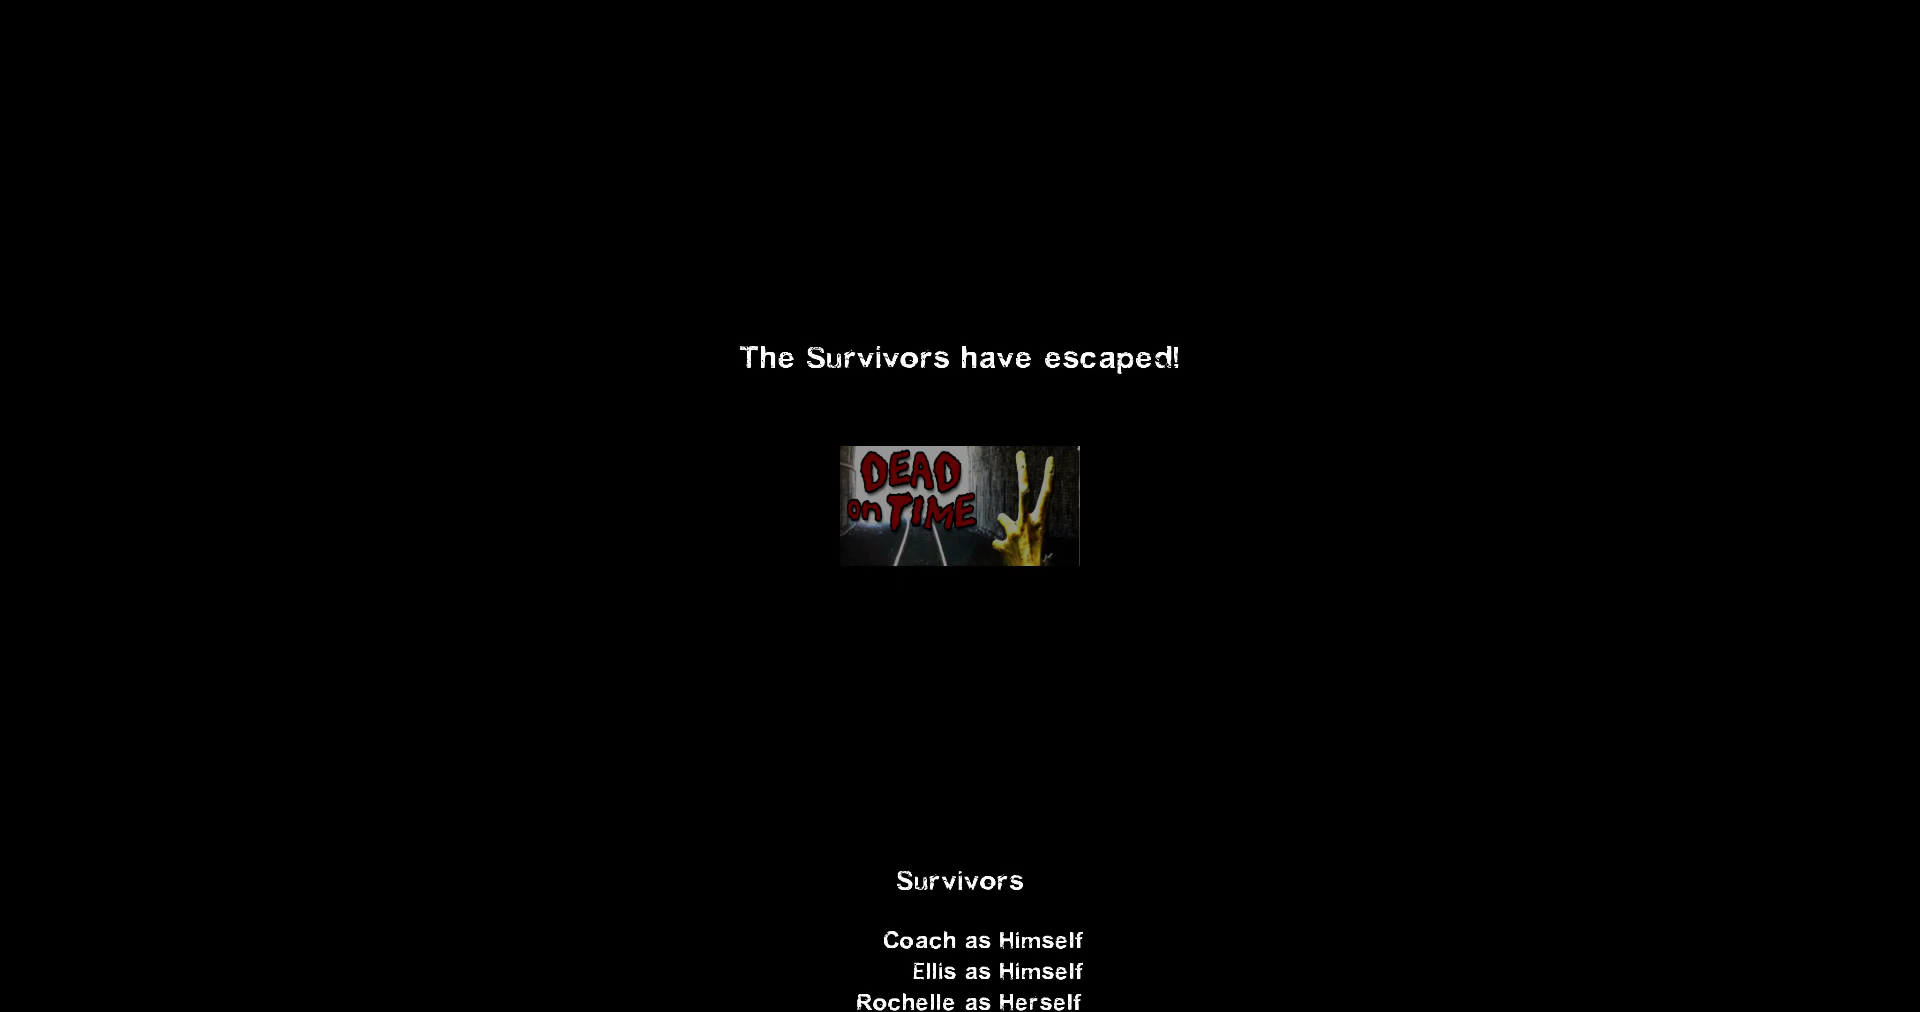 The Survivors have escaped!
DEAD
on TIME
Survivors
Coach as Himself
Ellis as Himself
Rochelle as Herself